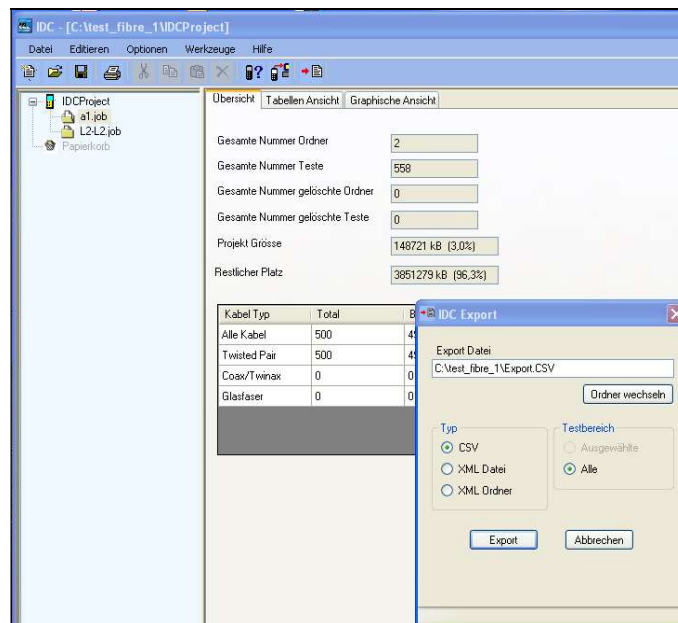 IDC - [C:\test_fibre_1\IDCProject]
Datei Editieren Optionen Werkzeuge Hilfe
IDCProject
a1.job
L2-L2.job
Papierkorb
Übersicht Tabellen Ansicht Graphische Ansicht
Gesamte Nummer Ordner 2
Gesamte Nummer Teste 558
Gesamte Nummer gelöschte Ordner 0
Gesamte Nummer gelöschte Teste 0
Projekt Grösse 148721 kB (3,0%)
Restlicher Platz 3851279 kB (96,3%)
Kabel Typ Total
Alle Kabel 500
Twisted Pair 500
Coax/Twinax 0 0
Glasfaser 0 0
IDC Export
Export Datei
C:\test_fibre_1\Export.CSV
Ordner wechseln
Typ
CSV
XML Datei
XML Ordner
Testbereich
Ausgewählte
Alle
Export Abbrechen